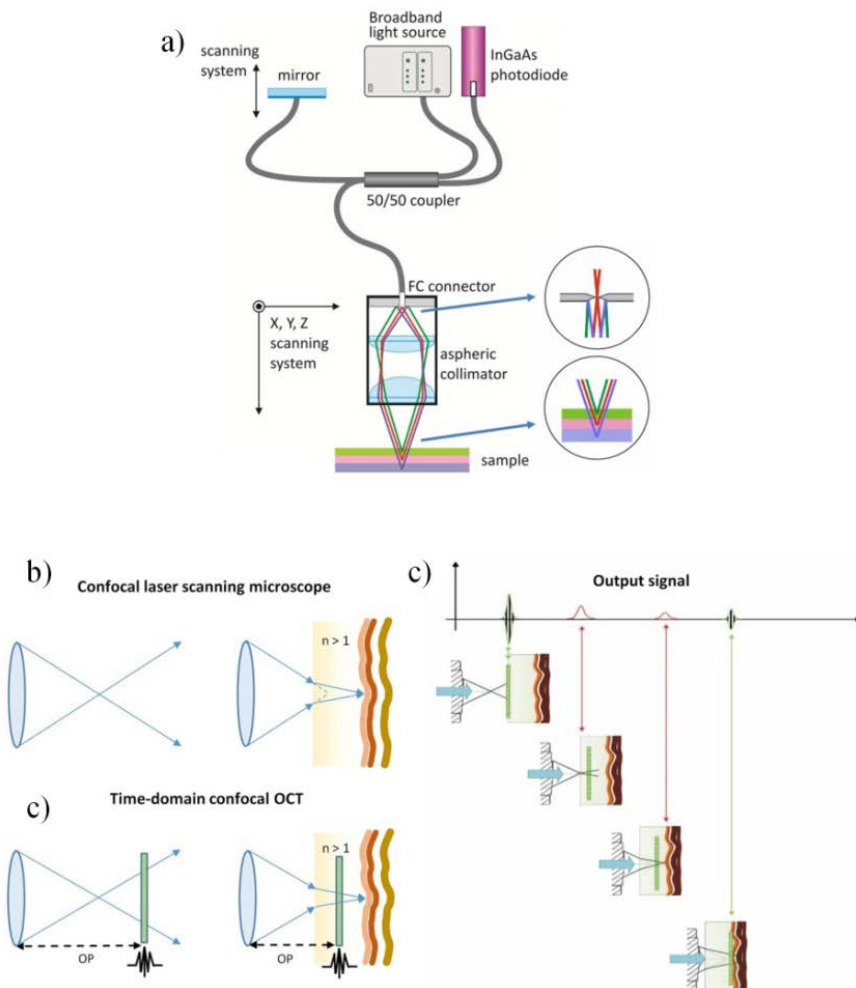 a)
Broadband
light source
scanning
system
mirror
InGaAs
photodiode
50/50 coupler
FC connector
X, Y, Z
scanning
system
aspheric
collimator
sample
b)
Confocal laser scanning microscope
n > 1
c)
Time-domain confocal OCT
n > 1
OP
OP
c)
Output signal